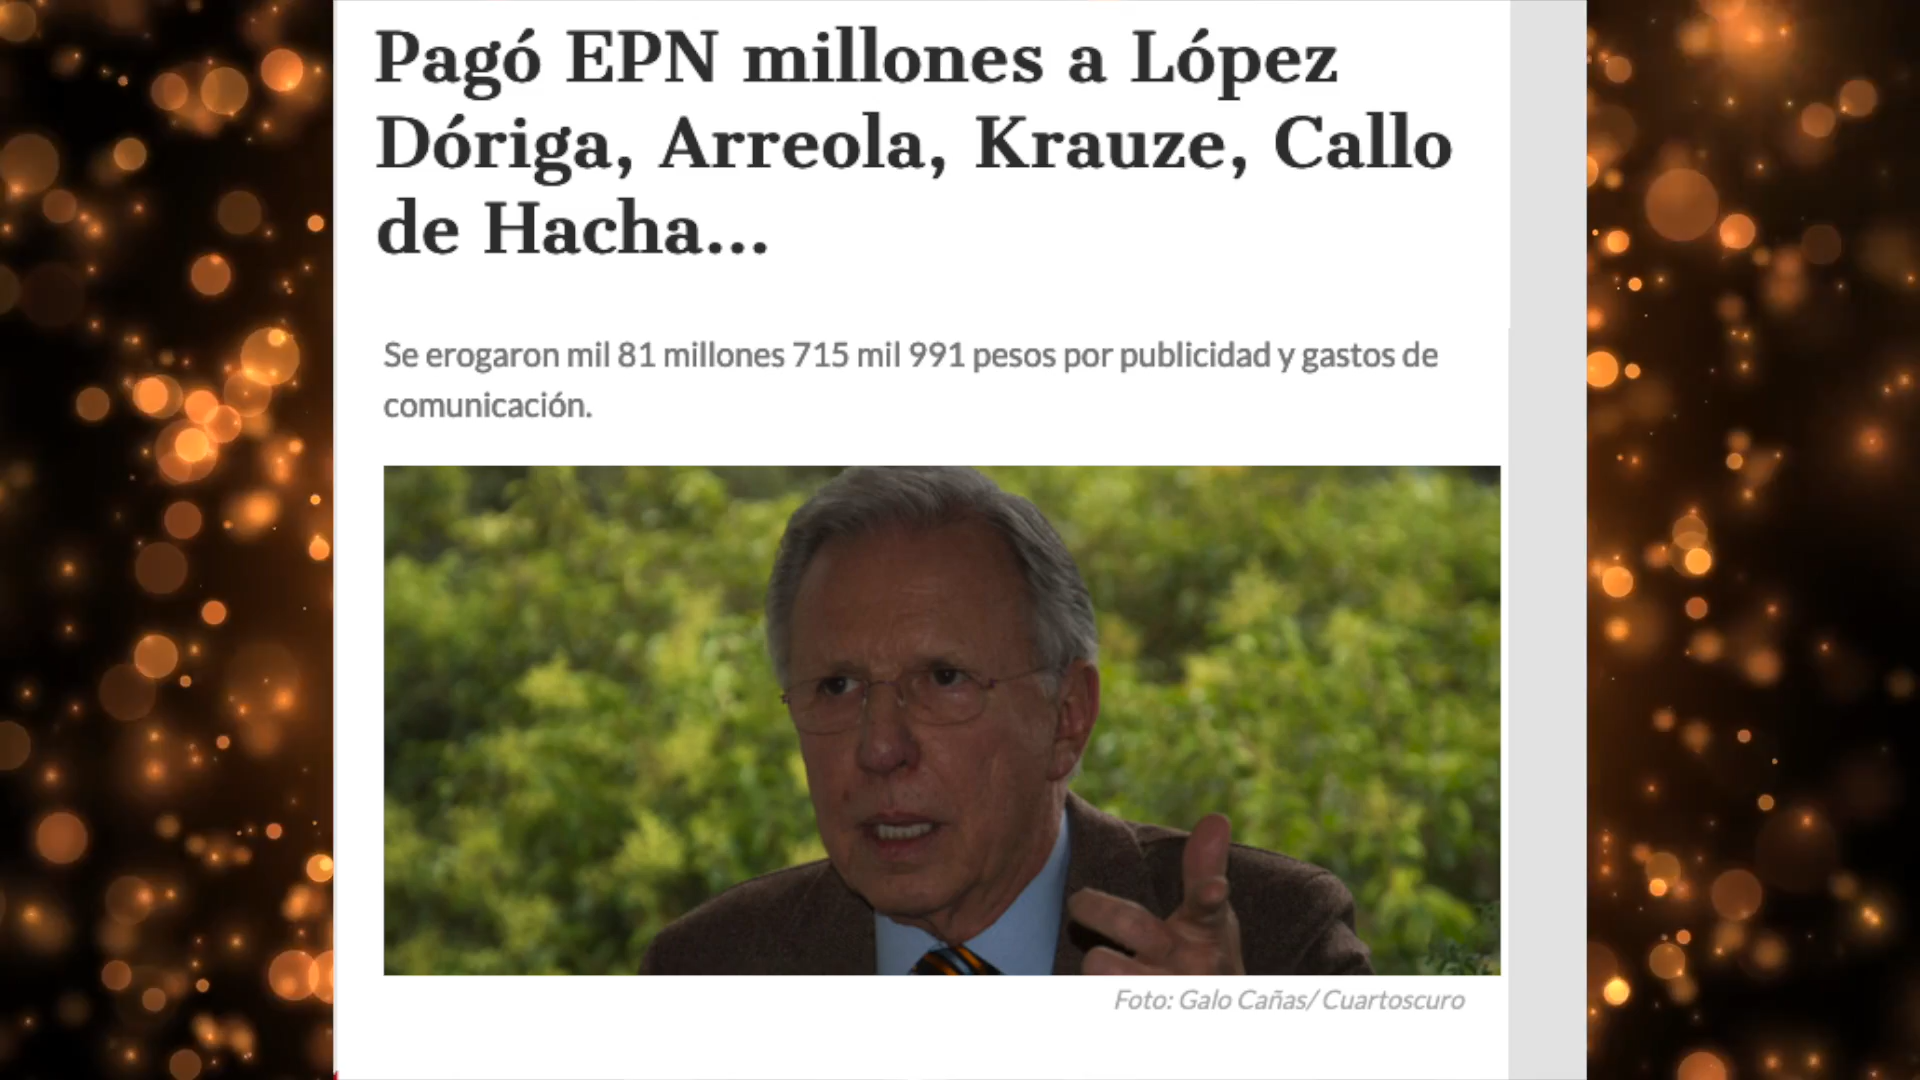 Pagó EPN millones a López
Dóriga, Arreola, Krauze, Callo
de Hacha...
Se erogaron mil 81 millones 715 mil 991 pesos por publicidad y gastos de
comunicación.
Foto: Galo Cañas/ Cuartoscuro